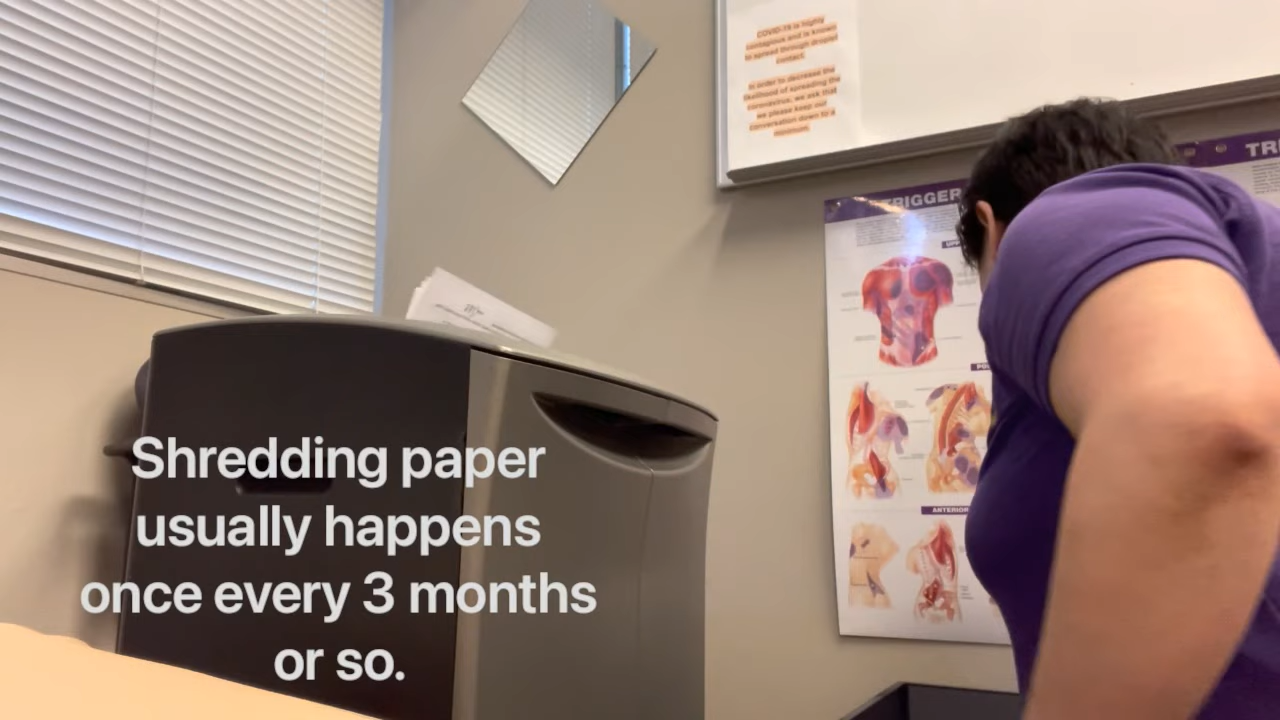 COVID-19 is highly
contagious and is known
to spread through droplet
contact.
In order to decrease the
likelihood of spreading the
coronavirus, we ask that
we please keep our
conversation down to a
minimum.
TRIGGER
ANTERIOR
Shredding paper
usually happens
once every 3 months
or so.